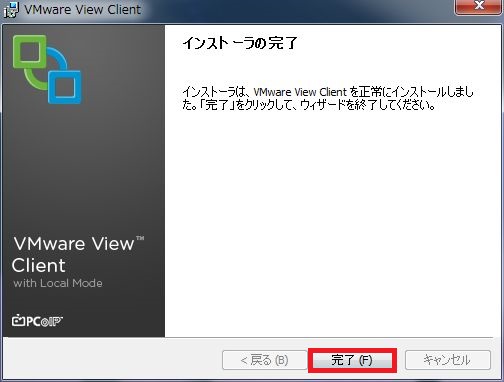 VMware View Client
インストーラの完了
インストーラは、VMware View Client を正常にインストールしまし
た。「完了」をクリックして、ウィザードを終了してください。
VMware View™
Client
with Local Mode
PCoIP™
< 戻る (B)
完了 (F)
キャンセル